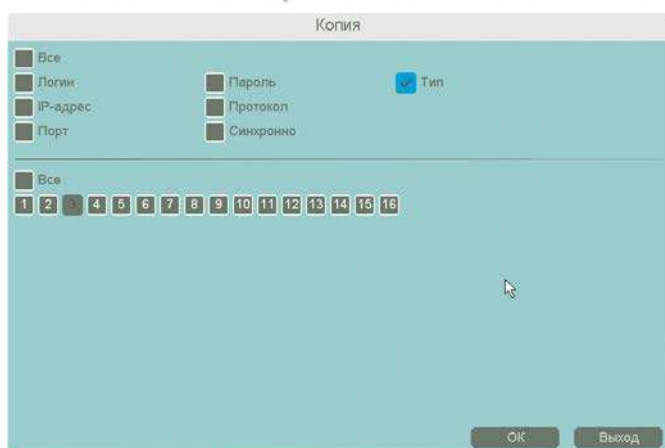 Копия
Все
Логин Пароль Тип
IP-адрес Протокол
Порт Синхронно
Все
1 2 3 4 5 6 7 8 9 10 11 12 13 14 15 16
OK Выход